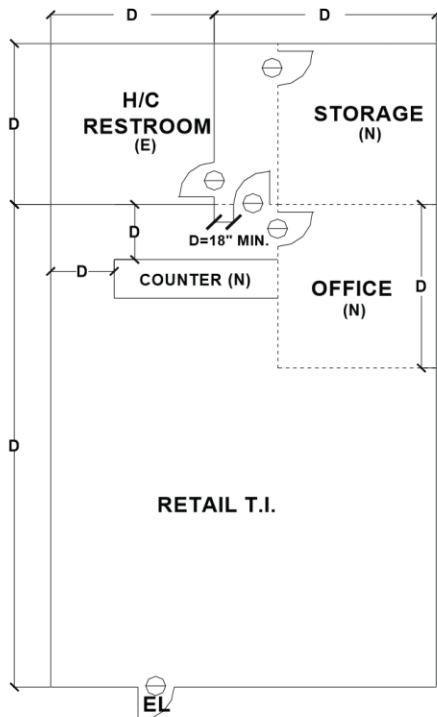 D
D
H/C
RESTROOM
(E)
STORAGE
(N)
D
D
D=18" MIN.
D
COUNTER (N)
OFFICE
(N)
D
D
RETAIL T.I.
EL